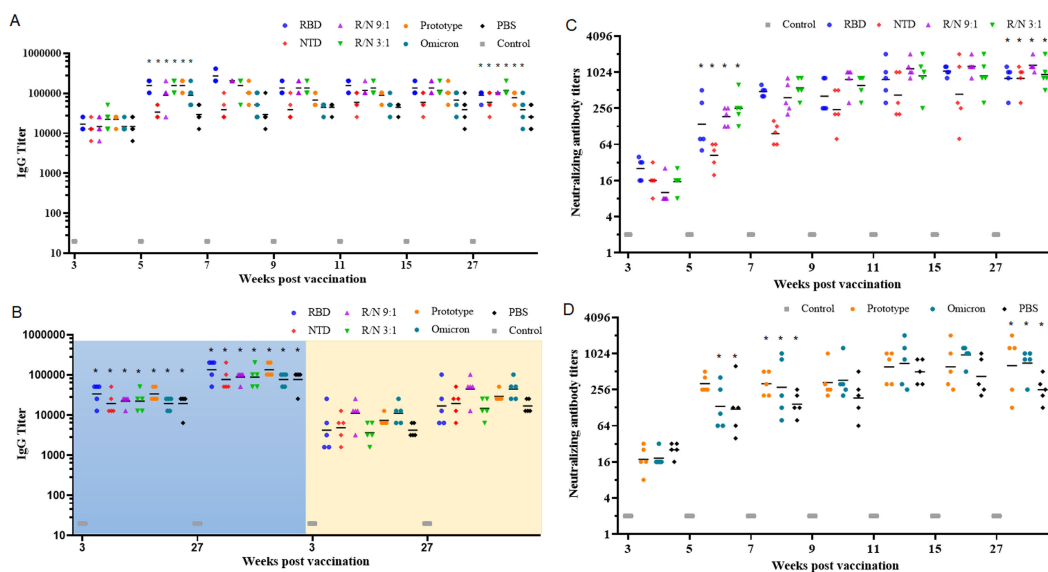 A
RBD R/N 9:1 Prototype PBS
NTD R/N 3:1 Omicron Control
IgG Titer
1000000
100000
10000
1000
100
10
* * * * * *
* * * * * *
3 5 7 9 11 15 27
Weeks post vaccination
B
RBD R/N 9:1 Prototype PBS
NTD R/N 3:1 Omicron Control
IgG Titer
1000000
100000
10000
1000
100
10
* * * * * * *
* * * * * * *
3 27 3 27
Weeks post vaccination
C
Control RBD NTD R/N 9:1 R/N 3:1
Neutralizing antibody titers
4096
1024
256
64
16
4
1
* * * *
* * * *
3 5 7 9 11 15 27
Weeks post vaccination
D
Control Prototype Omicron PBS
Neutralizing antibody titers
4096
1024
256
64
16
4
1
* *
* * *
* * *
3 5 7 9 11 15 27
Weeks post vaccination